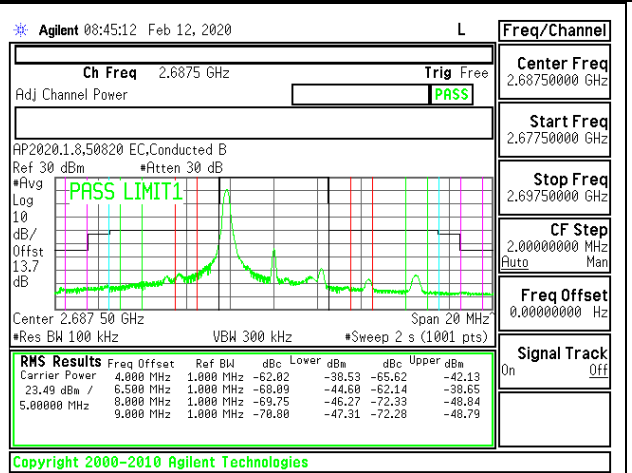 Agilent 08:45:12 Feb 12, 2020 L
Freq/Channel
Ch Freq 2.6875 GHz Trig Free
Adj Channel Power PASS
AP2020.1.8,50820 EC,Conducted B
Ref 30 dBm #Atten 30 dB
#Avg
Log
10
dB/
Offst
13.7
dB
PASS LIMIT1
Center 2.687 50 GHz Span 20 MHz
#Res BW 100 kHz VBW 300 kHz #Sweep 2 s (1001 pts)
RMS Results Freq Offset Ref BW dBc Lower dBm dBc Upper dBm
Carrier Power 4.000 MHz 1.000 MHz -62.02 -38.53 -65.62 -42.13
23.49 dBm / 6.500 MHz 1.000 MHz -68.09 -44.60 -62.14 -38.65
5.00000 MHz 8.000 MHz 1.000 MHz -69.75 -46.27 -72.33 -48.84
9.000 MHz 1.000 MHz -70.80 -47.31 -72.28 -48.79
Copyright 2000-2010 Agilent Technologies
Center Freq
2.68750000 GHz
Start Freq
2.67750000 GHz
Stop Freq
2.69750000 GHz
CF Step
2.00000000 MHz
Auto Man
Freq Offset
0.00000000 Hz
Signal Track
On Off